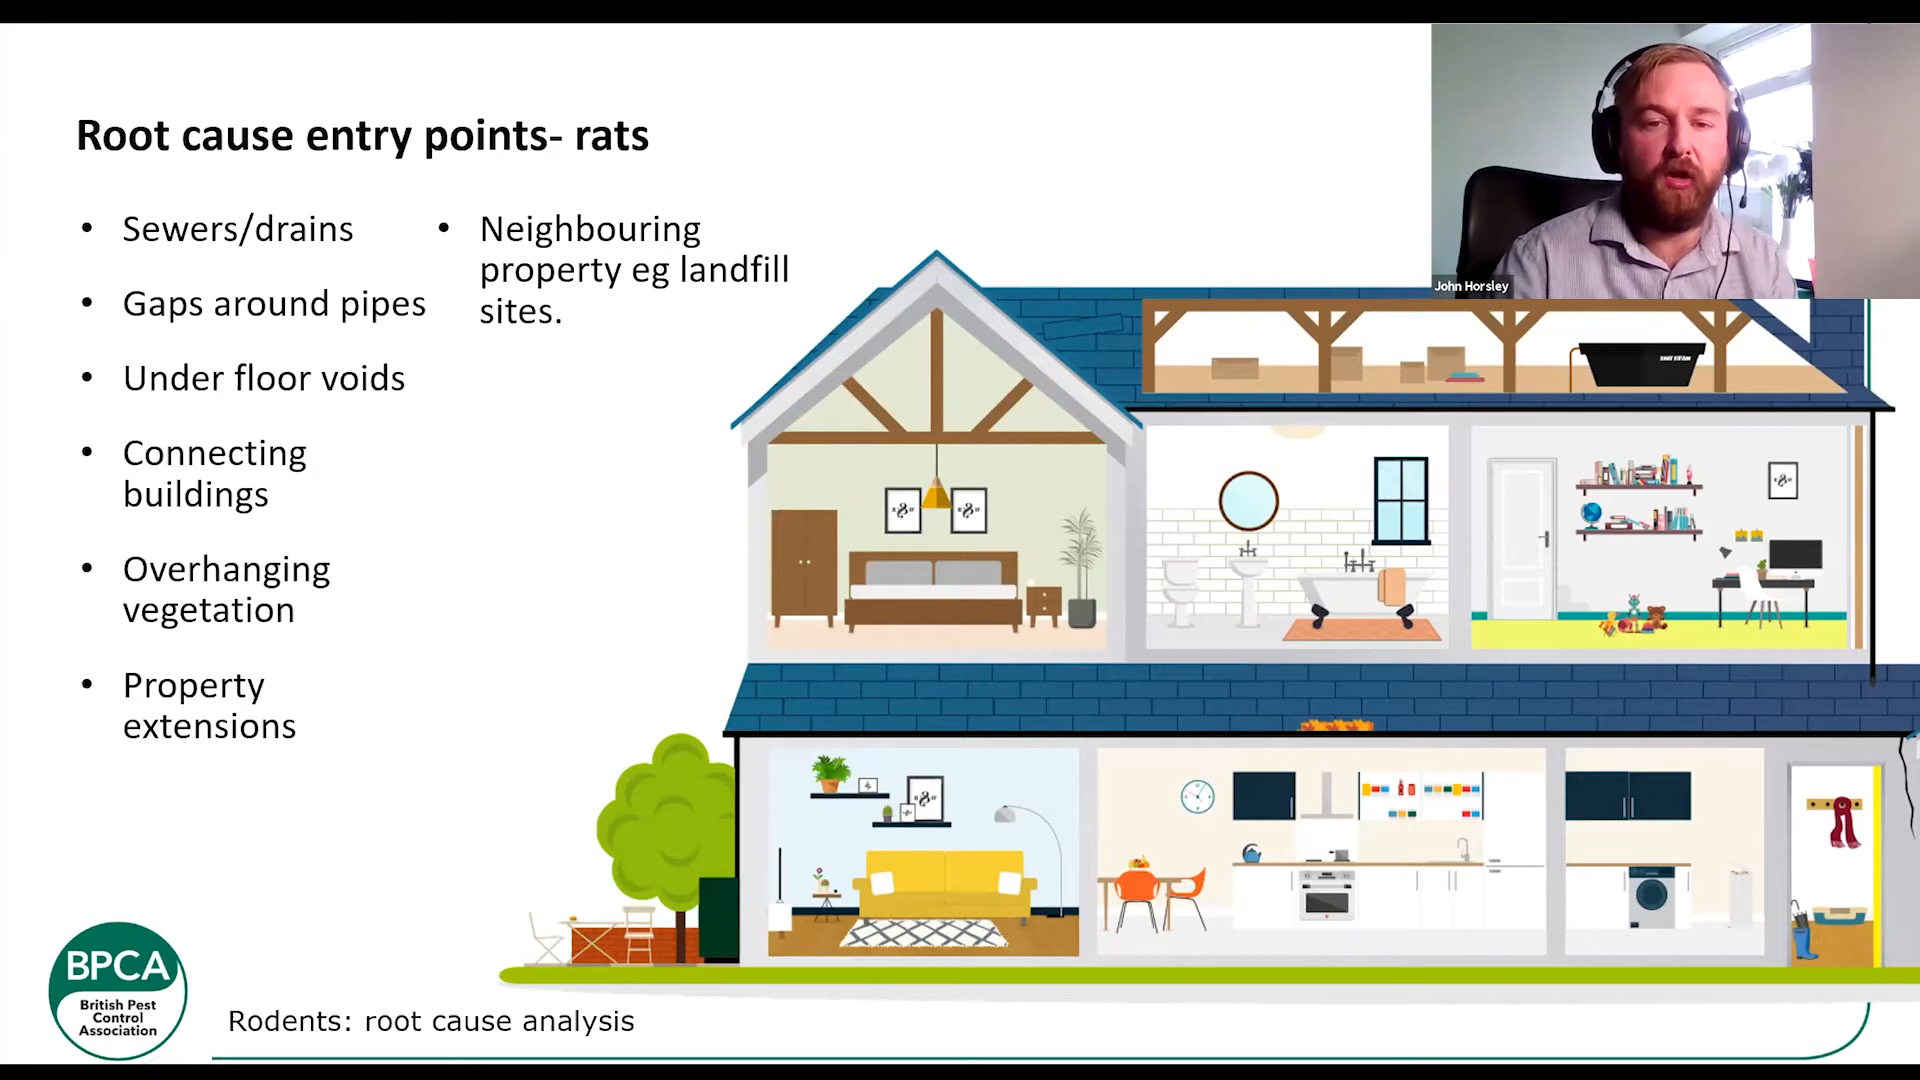 Root cause entry points- rats
Sewers/drains
Gaps around pipes
Under floor voids
Connecting
buildings
Overhanging
vegetation
Property
extensions
Neighbouring
property eg landfill
sites.
John Horsley
BPCA
British Pest
Control
Association
Rodents: root cause analysis